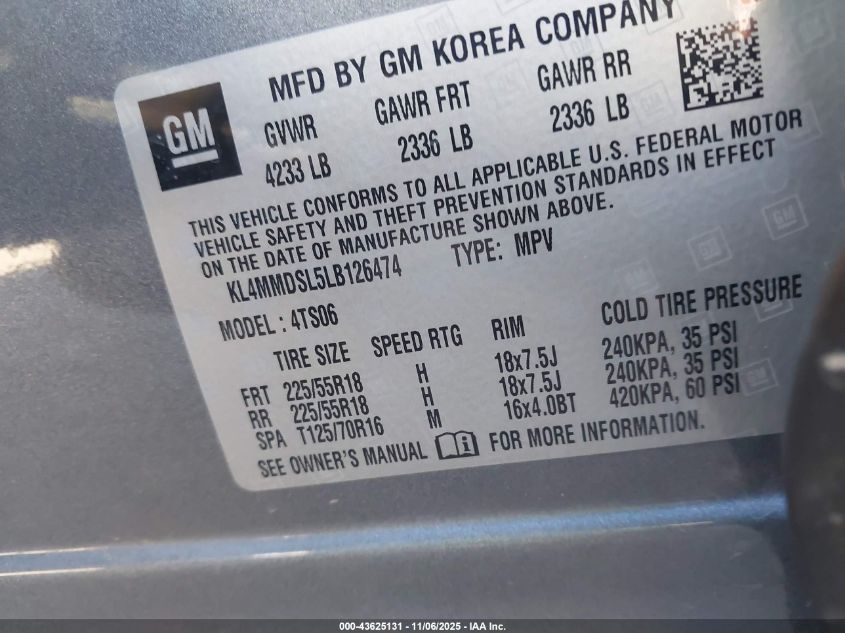 MFD BY GM KOREA COMPANY
GM
GVWR GAWR FRT GAWR RR
4233 LB 2336 LB 2336 LB
THIS VEHICLE CONFORMS TO ALL APPLICABLE U.S. FEDERAL MOTOR
VEHICLE SAFETY AND THEFT PREVENTION STANDARDS IN EFFECT
ON THE DATE OF MANUFACTURE SHOWN ABOVE.
KL4MMDSL5LB126474 TYPE: MPV
MODEL : 4TS06
TIRE SIZE SPEED RTG RIM COLD TIRE PRESSURE
FRT 225/55R18 H 18x7.5J 240KPA, 35 PSI
RR 225/55R18 H 18x7.5J 240KPA, 35 PSI
SPA T125/70R16 M 16x4.0BT 420KPA, 60 PSI
SEE OWNER'S MANUAL i FOR MORE INFORMATION.
000-43625131 - 11/06/2025 - IAA Inc.